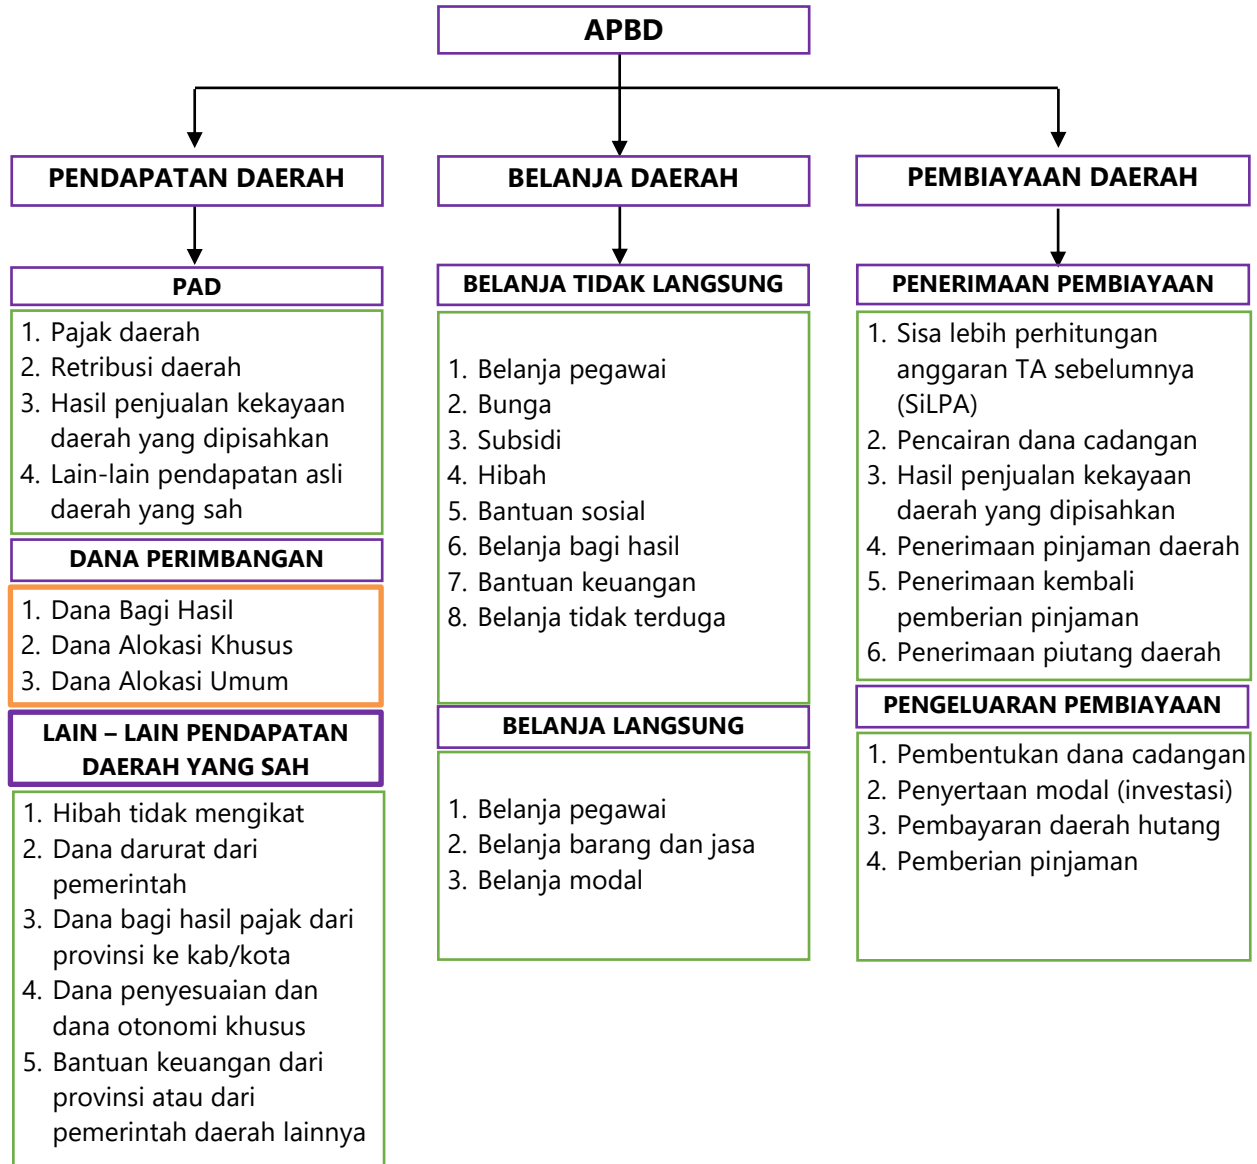 APBD
PENDAPATAN DAERAH
PAD
1. Pajak daerah
2. Retribusi daerah
3. Hasil penjualan kekayaan
daerah yang dipisahkan
4. Lain-lain pendapatan asli
daerah yang sah
DANA PERIMBANGAN
1. Dana Bagi Hasil
2. Dana Alokasi Khusus
3. Dana Alokasi Umum
LAIN – LAIN PENDAPATAN
DAERAH YANG SAH
1. Hibah tidak mengikat
2. Dana darurat dari
pemerintah
3. Dana bagi hasil pajak dari
provinsi ke kab/kota
4. Dana penyesuaian dan
dana otonomi khusus
5. Bantuan keuangan dari
provinsi atau dari
pemerintah daerah lainnya
BELANJA DAERAH
BELANJA TIDAK LANGSUNG
1. Belanja pegawai
2. Bunga
3. Subsidi
4. Hibah
5. Bantuan sosial
6. Belanja bagi hasil
7. Bantuan keuangan
8. Belanja tidak terduga
BELANJA LANGSUNG
1. Belanja pegawai
2. Belanja barang dan jasa
3. Belanja modal
PEMBIAYAAN DAERAH
PENERIMAAN PEMBIAYAAN
1. Sisa lebih perhitungan
anggaran TA sebelumnya
(SiLPA)
2. Pencairan dana cadangan
3. Hasil penjualan kekayaan
daerah yang dipisahkan
4. Penerimaan pinjaman daerah
5. Penerimaan kembali
pemberian pinjaman
6. Penerimaan piutang daerah
PENGELUARAN PEMBIAYAAN
1. Pembentukan dana cadangan
2. Penyertaan modal (investasi)
3. Pembayaran daerah hutang
4. Pemberian pinjaman